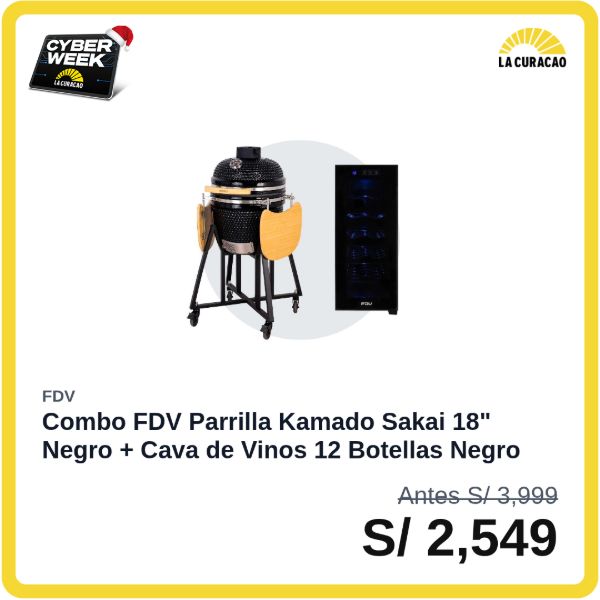 CYBER
WEEK
LA CURACAO
LA CURACAO
FDV
FDV
Combo FDV Parrilla Kamado Sakai 18"
Negro + Cava de Vinos 12 Botellas Negro
Antes S/ 3,999
S/ 2,549